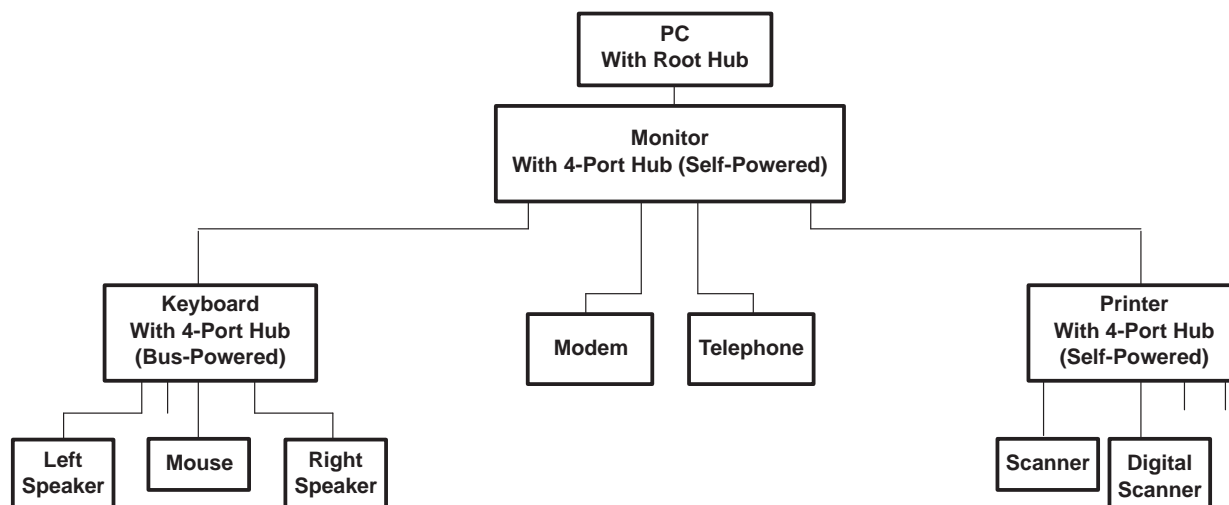 PC
With Root Hub
Monitor
With 4-Port Hub (Self-Powered)
Keyboard
With 4-Port Hub
(Bus-Powered)
Modem
Telephone
Printer
With 4-Port Hub
(Self-Powered)
Left
Speaker
Mouse
Right
Speaker
Scanner
Digital
Scanner